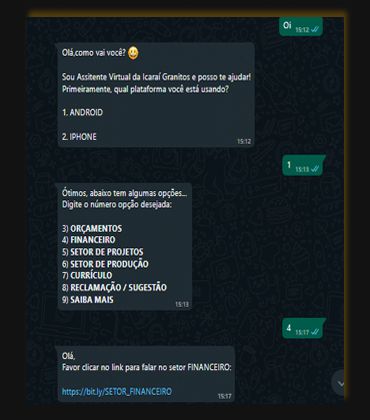 Oi
15:12
Olá,como vai você? 😀
Sou Assitente Virtual da Icaraí Granitos e posso te ajudar!
Primeiramente, qual plataforma você está usando?
1. ANDROID
2. IPHONE
15:12
1
15:13
Ótimos, abaixo tem algumas opções...
Digite o número opção desejada:
3) ORÇAMENTOS
4) FINANCEIRO
5) SETOR DE PROJETOS
6) SETOR DE PRODUÇÃO
7) CURRÍCULO
8) RECLAMAÇÃO / SUGESTÃO
9) SAIBA MAIS
15:13
4
15:17
Olá,
Favor clicar no link para falar no setor FINANCEIRO:
https://bit.ly/SETOR_FINANCEIRO
15:17